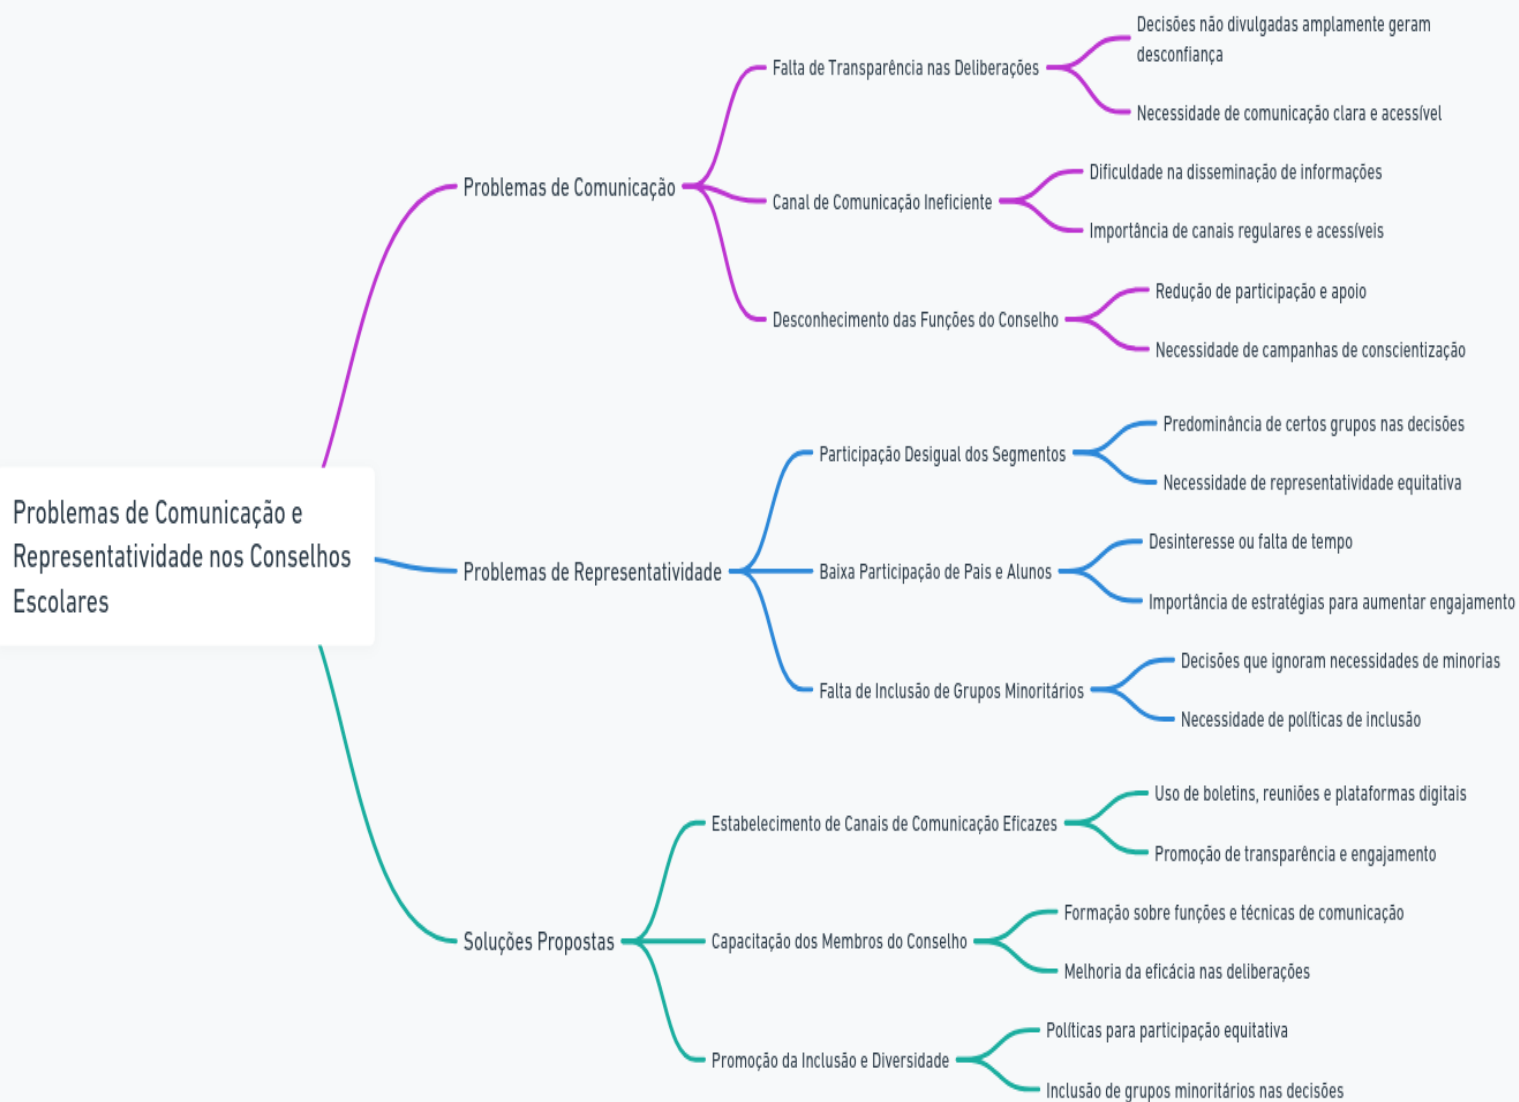 Problemas de Comunicação e
Representatividade nos Conselhos
Escolares
Problemas de Comunicação
Falta de Transparência nas Deliberações
Decisões não divulgadas amplamente geram
desconfiança
Necessidade de comunicação clara e acessível
Canal de Comunicação Ineficiente
Dificuldade na disseminação de informações
Importância de canais regulares e acessíveis
Desconhecimento das Funções do Conselho
Redução de participação e apoio
Necessidade de campanhas de conscientização
Problemas de Representatividade
Participação Desigual dos Segmentos
Predominância de certos grupos nas decisões
Necessidade de representatividade equitativa
Baixa Participação de Pais e Alunos
Desinteresse ou falta de tempo
Importância de estratégias para aumentar engajamento
Falta de Inclusão de Grupos Minoritários
Decisões que ignoram necessidades de minorias
Necessidade de políticas de inclusão
Soluções Propostas
Estabelecimento de Canais de Comunicação Eficazes
Uso de boletins, reuniões e plataformas digitais
Promoção de transparência e engajamento
Capacitação dos Membros do Conselho
Formação sobre funções e técnicas de comunicação
Melhoria da eficácia nas deliberações
Promoção da Inclusão e Diversidade
Políticas para participação equitativa
Inclusão de grupos minoritários nas decisões